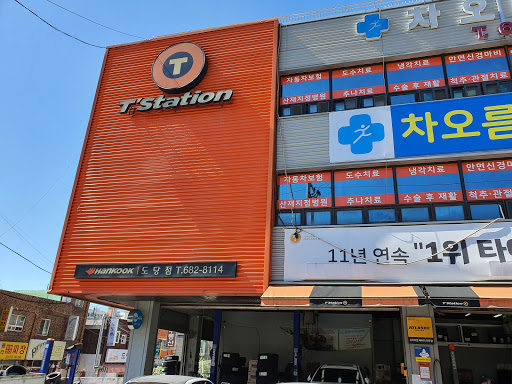 차오
T
T'Station
자동차보험
도수치료
냉각치료
안면신경마비
산재지정병원
추나치료
수술 후 재활
척추·관절치료
차오름
자동차보험
도수치료
냉각치료
안면신경마비
산재지정병원
추나치료
수술 후 재활
척추·관절
11년 연속 "1위 타이
HANKOOK 도당점 T.682-8114
T'Station
T'Station